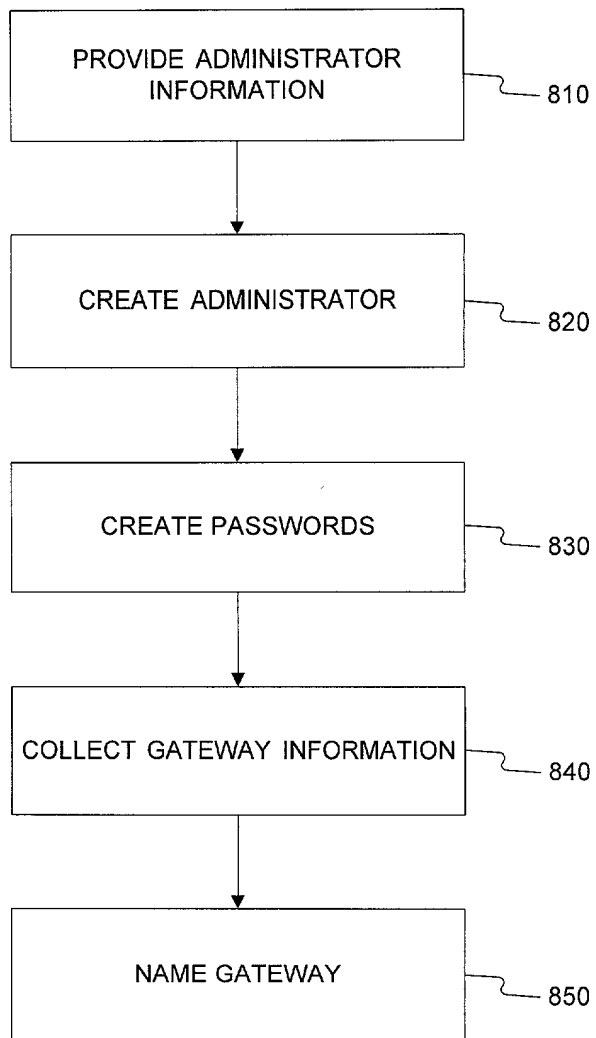 PROVIDE ADMINISTRATOR
INFORMATION
810
CREATE ADMINISTRATOR
820
CREATE PASSWORDS
830
COLLECT GATEWAY INFORMATION
840
NAME GATEWAY
850